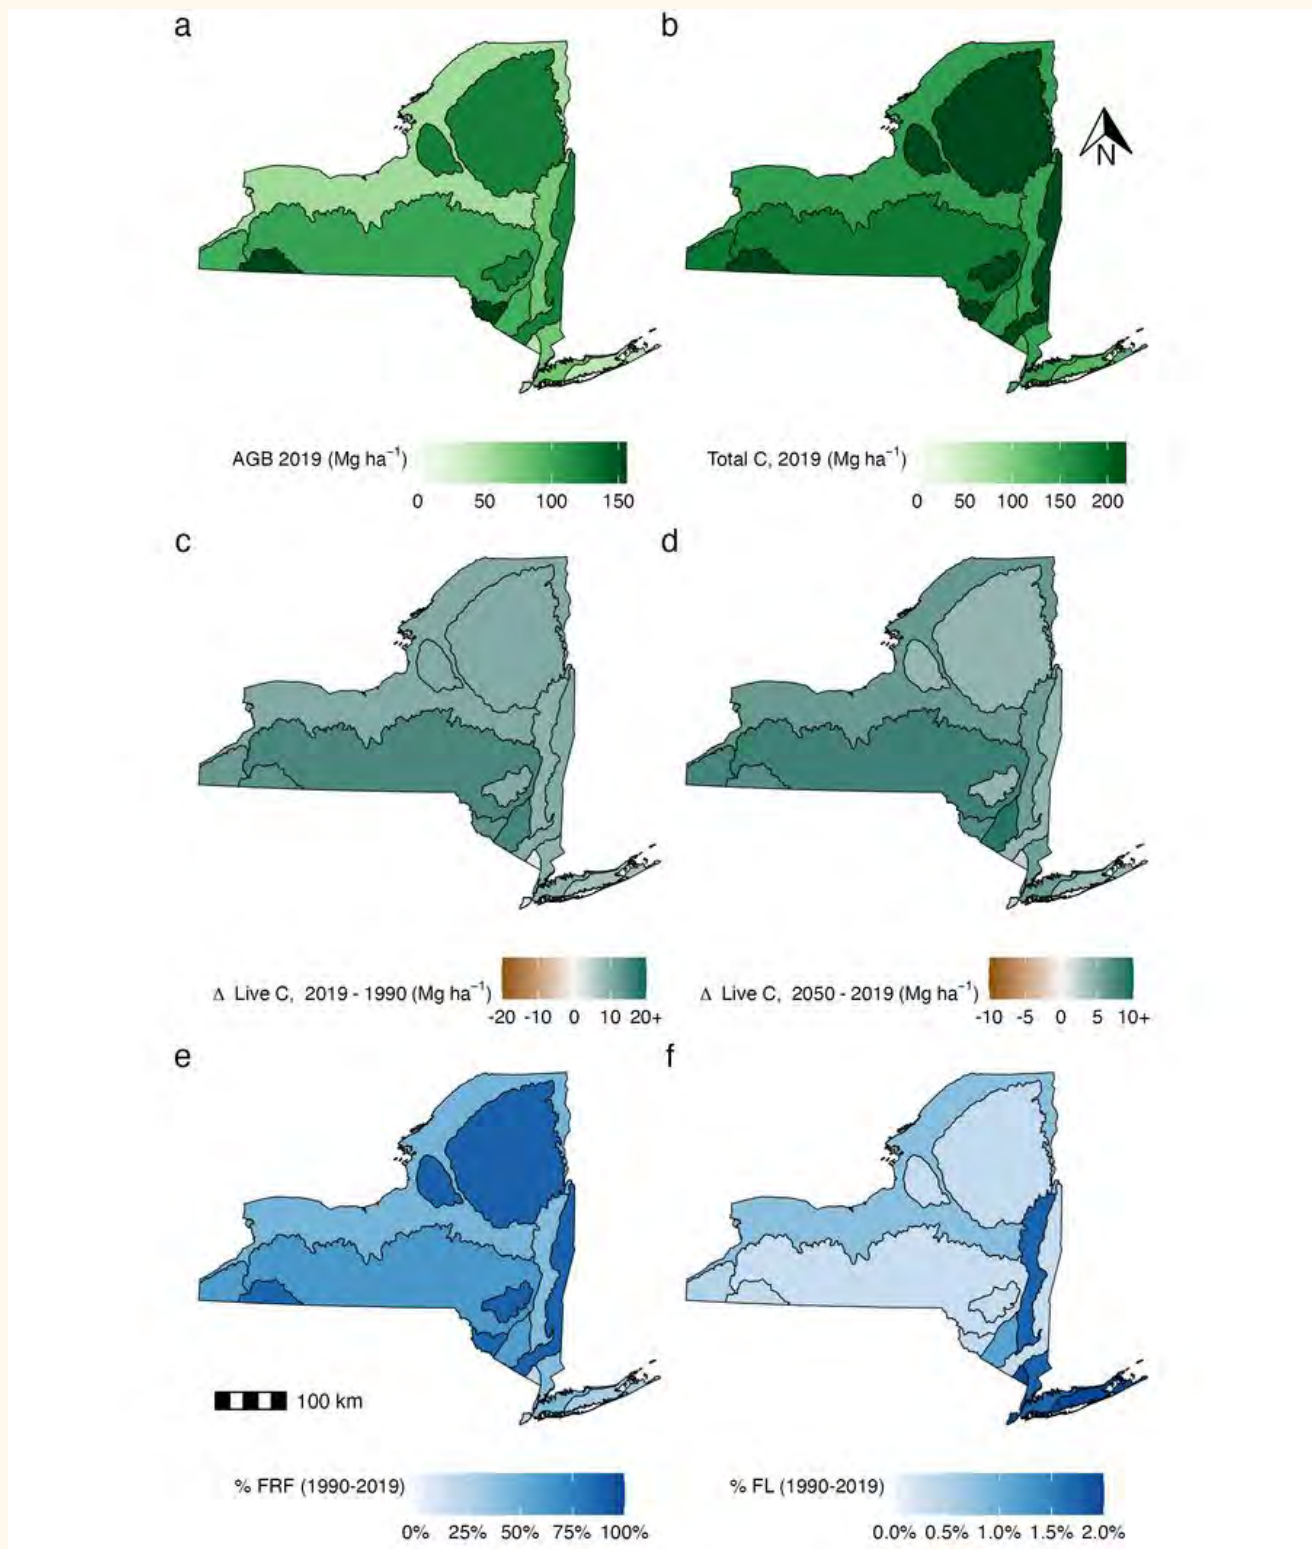 a
b
N
AGB 2019 (Mg ha⁻¹)
0 50 100 150
Total C, 2019 (Mg ha⁻¹)
0 50 100 150 200
c
d
Δ Live C, 2019 - 1990 (Mg ha⁻¹)
-20 -10 0 10 20+
Δ Live C, 2050 - 2019 (Mg ha⁻¹)
-10 -5 0 5 10+
e
f
100 km
% FRF (1990-2019)
0% 25% 50% 75% 100%
% FL (1990-2019)
0.0% 0.5% 1.0% 1.5% 2.0%